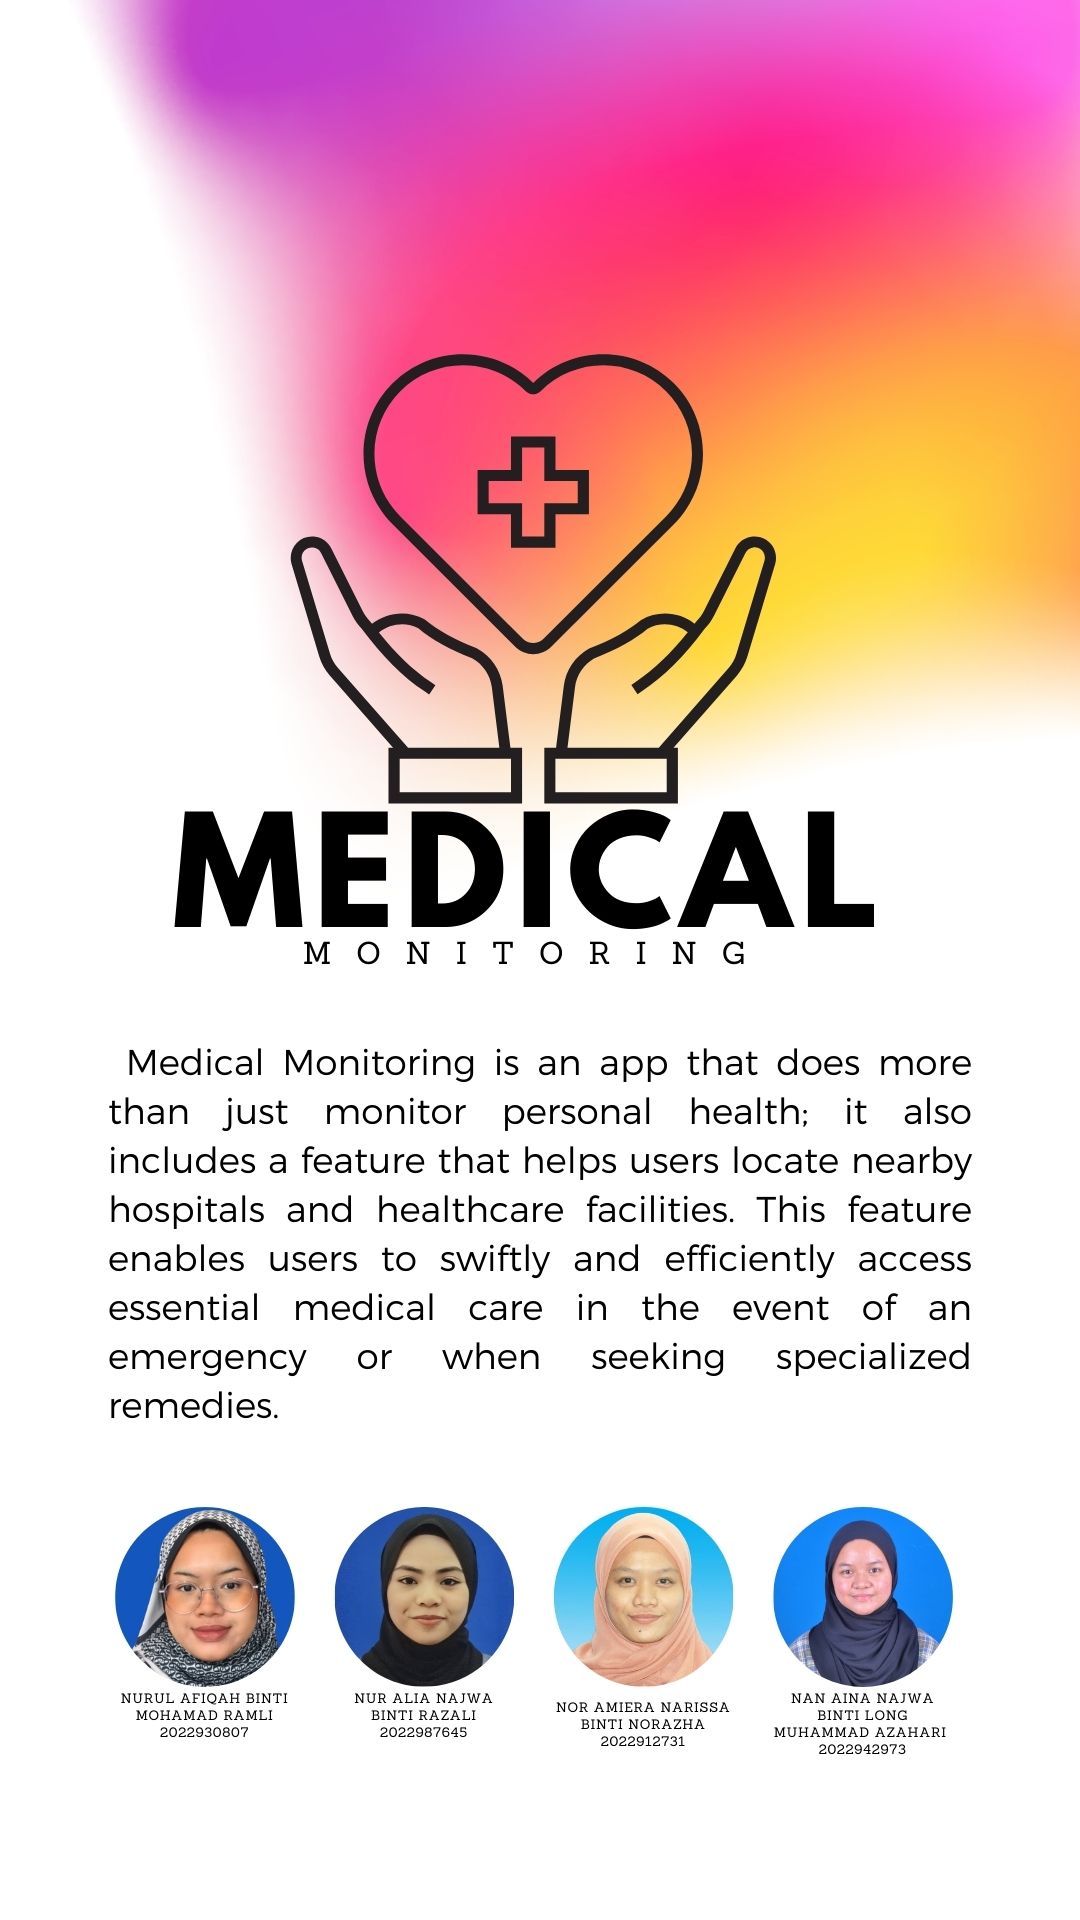 MEDICAL
MONITORING
Medical Monitoring is an app that does more
than just monitor personal health; it also
includes a feature that helps users locate nearby
hospitals and healthcare facilities. This feature
enables users to swiftly and efficiently access
essential medical care in the event of an
emergency or when seeking specialized
remedies.
NURUL AFIQAH BINTI
MOHAMAD RAMLI
2022930807
NUR ALIA NAJWA
BINTI RAZALI
2022987645
NOR AMIERA NARISSA
BINTI NORAZHA
2022912731
NAN AINA NAJWA
BINTI LONG
MUHAMMAD AZAHARI
2022942973